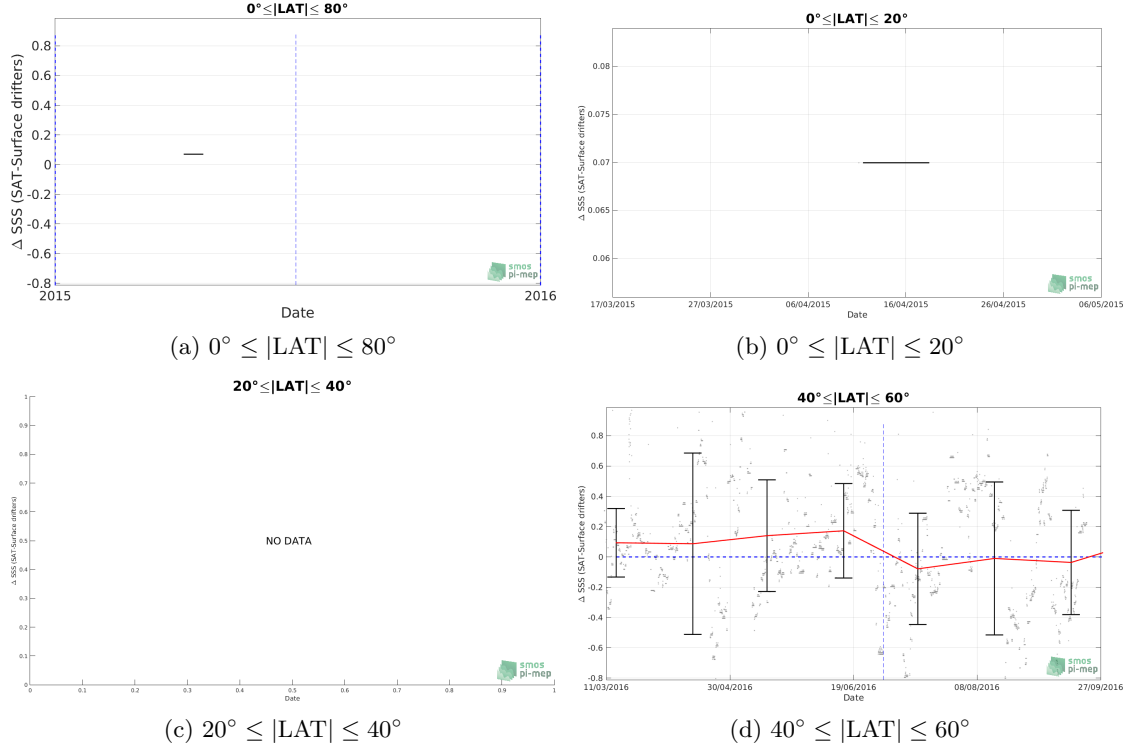 0°≤|LAT|≤ 80°
Δ SSS (SAT-Surface drifters)
0.8
0.6
0.4
0.2
0
-0.2
-0.4
-0.6
-0.8
2015
2016
Date
smos
pi-mep
(a) 0° ≤ |LAT| ≤ 80°
0°≤|LAT|≤ 20°
Δ SSS (SAT-Surface drifters)
0.08
0.075
0.07
0.065
0.06
17/03/2015
27/03/2015
06/04/2015
16/04/2015
26/04/2015
06/05/2015
Date
smos
pi-mep
(b) 0° ≤ |LAT| ≤ 20°
20°≤|LAT|≤ 40°
Δ SSS (SAT-Surface drifters)
1
0.9
0.8
0.7
0.6
0.5
0.4
0.3
0.2
0.1
0
NO DATA
0
0.1
0.2
0.3
0.4
0.5
0.6
0.7
0.8
0.9
1
Date
smos
pi-mep
(c) 20° ≤ |LAT| ≤ 40°
40°≤|LAT|≤ 60°
Δ SSS (SAT-Surface drifters)
0.8
0.6
0.4
0.2
0
-0.2
-0.4
-0.6
-0.8
11/03/2016
30/04/2016
19/06/2016
08/08/2016
27/09/2016
Date
smos
pi-mep
(d) 40° ≤ |LAT| ≤ 60°